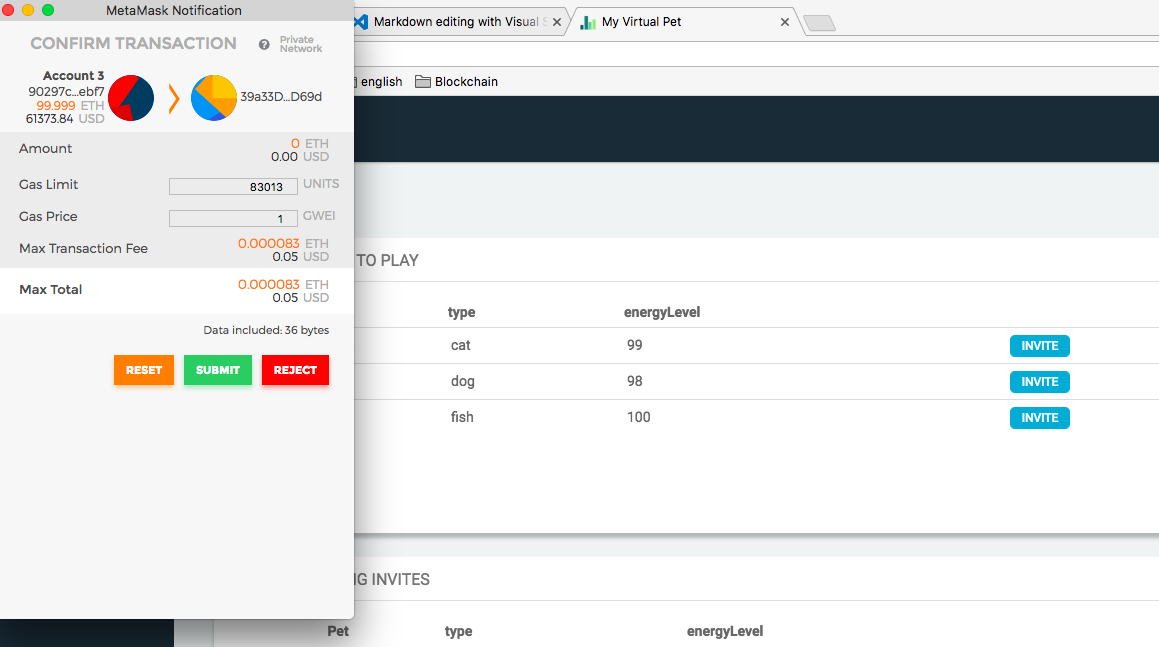 MetaMask Notification
CONFIRM TRANSACTION
Private
Network
Account 3
90297c...ebf7
99.999 ETH
61373.84 USD
39a33D...D69d
Amount
0 ETH
0.00 USD
Gas Limit
83013 UNITS
Gas Price
1 GWEI
Max Transaction Fee
0.000083 ETH
0.05 USD
Max Total
0.000083 ETH
0.05 USD
Data included: 36 bytes
RESET SUBMIT REJECT
Markdown editing with Visual
My Virtual Pet
english Blockchain
TO PLAY
type energyLevel
cat 99 INVITE
dog 98 INVITE
fish 100 INVITE
INVITES
Pet type energyLevel